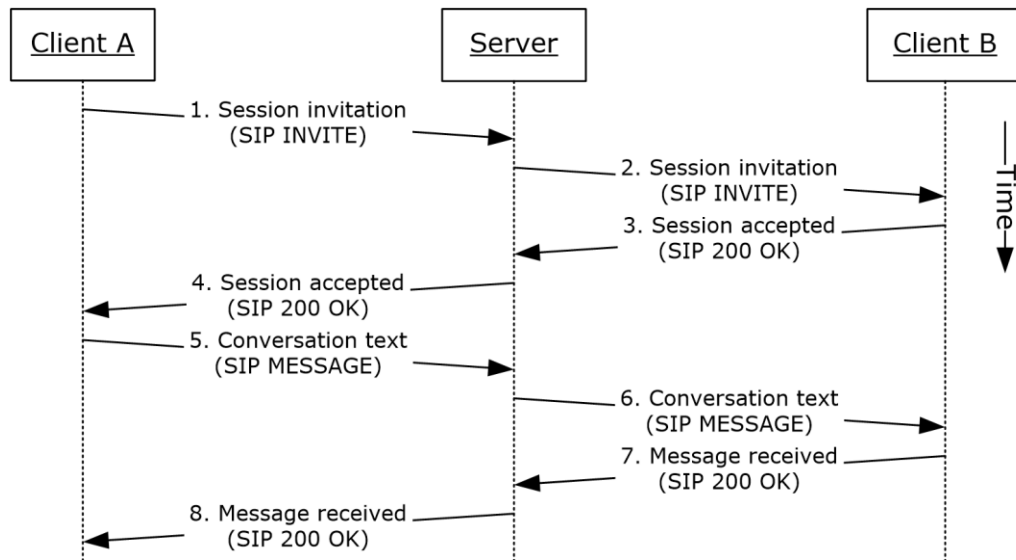 Client A
Server
Client B
1. Session invitation
(SIP INVITE)
2. Session invitation
(SIP INVITE)
Time
3. Session accepted
(SIP 200 OK)
4. Session accepted
(SIP 200 OK)
5. Conversation text
(SIP MESSAGE)
6. Conversation text
(SIP MESSAGE)
7. Message received
(SIP 200 OK)
8. Message received
(SIP 200 OK)